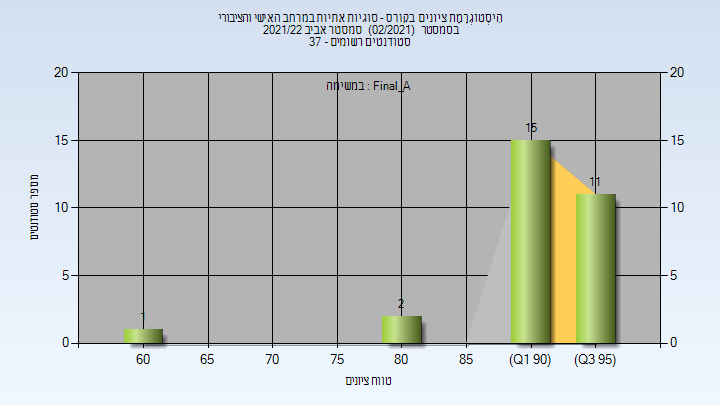 היסטוגרמת ציונים בקורס - סוגיות אתיות במרחב האישי והציבורי
בסמסטר (02/2021) סמסטר אביב 2021/22
סטודנטים רשומים - 37
במשימה : Final_A
מספר סטודנטים
20
15
10
5
0
20
15
10
5
0
1
2
15
11
60
65
70
75
80
85
(Q1 90)
(Q3 95)
טווח ציונים